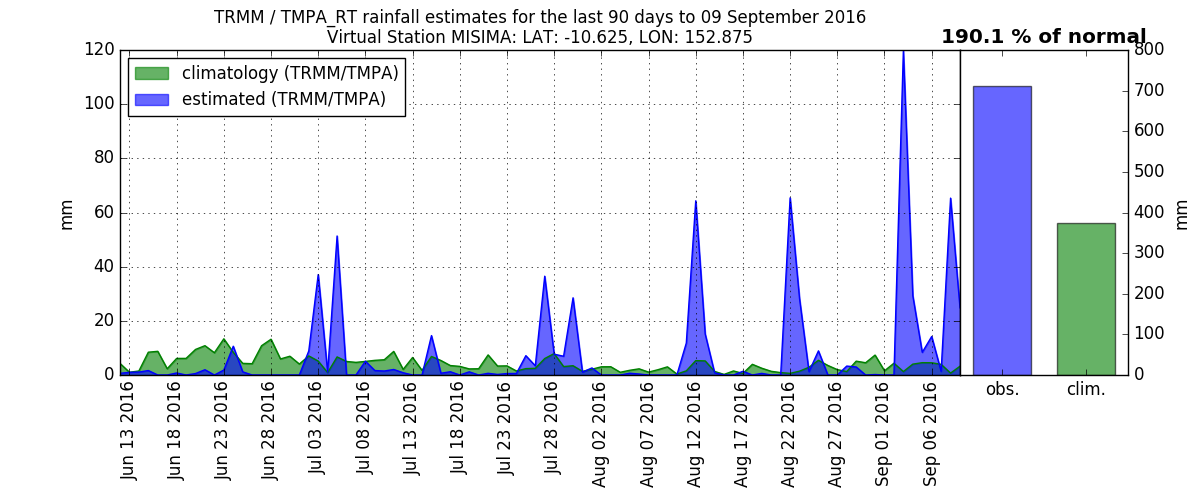 TRMM / TMPA_RT rainfall estimates for the last 90 days to 09 September 2016
Virtual Station MISIMA: LAT: -10.625, LON: 152.875
190.1 % of normal
climatology (TRMM/TMPA)
estimated (TRMM/TMPA)
mm
120
100
80
60
40
20
0
Jun 13 2016
Jun 18 2016
Jun 23 2016
Jun 28 2016
Jul 03 2016
Jul 08 2016
Jul 13 2016
Jul 18 2016
Jul 23 2016
Jul 28 2016
Aug 02 2016
Aug 07 2016
Aug 12 2016
Aug 17 2016
Aug 22 2016
Aug 27 2016
Sep 01 2016
Sep 06 2016
800
700
600
500
400
300
200
100
0
mm
obs.
clim.